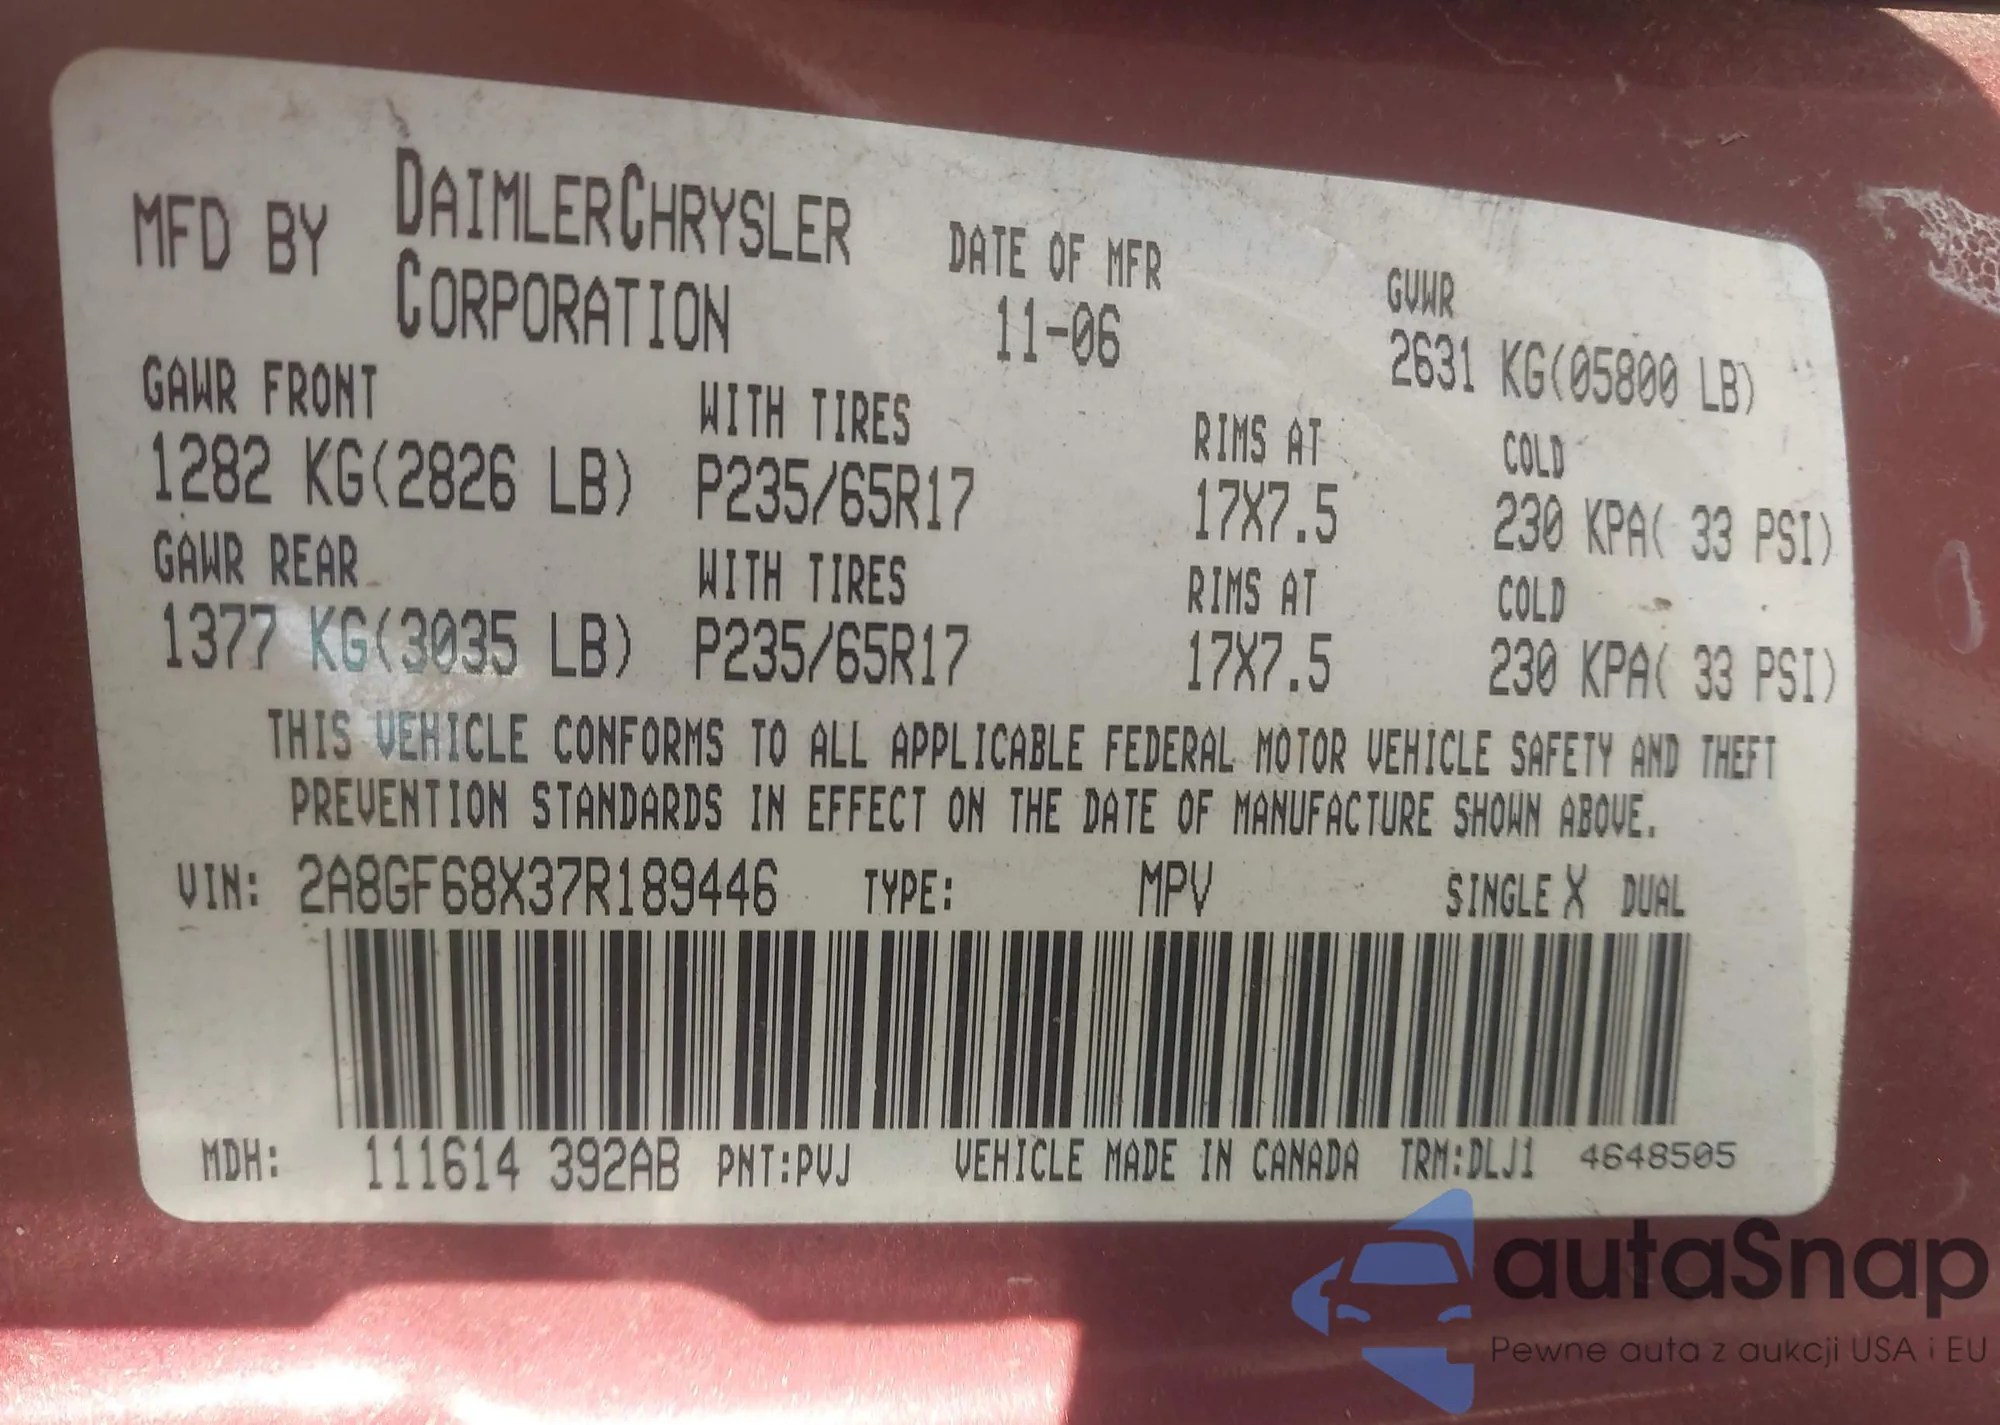 MFD BY DAIMLERCHRYSLER CORPORATION
DATE OF MFR
11-06
GVWR
2631 KG(05800 LB)
GAWR FRONT WITH TIRES RIMS AT COLD
1282 KG(2826 LB) P235/65R17 17X7.5 230 KPA( 33 PSI)
GAWR REAR WITH TIRES RIMS AT COLD
1377 KG(3035 LB) P235/65R17 17X7.5 230 KPA( 33 PSI)
THIS VEHICLE CONFORMS TO ALL APPLICABLE FEDERAL MOTOR VEHICLE SAFETY AND THEFT
PREVENTION STANDARDS IN EFFECT ON THE DATE OF MANUFACTURE SHOWN ABOVE.
VIN: 2A8GF68X37R189446 TYPE: MPV SINGLE X DUAL
MDH: 111614 392AB PNT:PVJ VEHICLE MADE IN CANADA TRM:DLJ1 4648505
autaSnap
Pewne auta z aukcji USA i EU